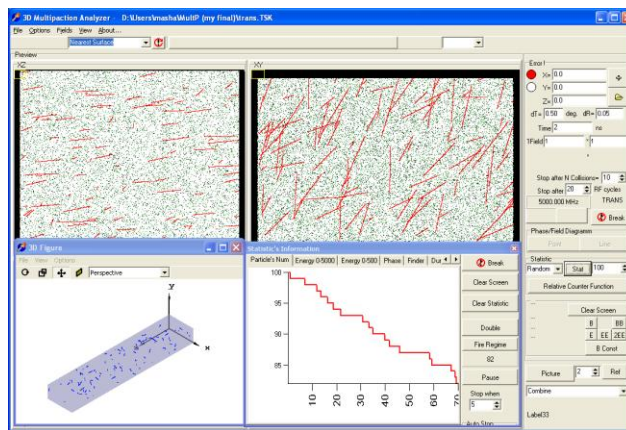 3D Multipaction Analyzer - D:\Users\masha\MultP (my final)\trans.TSK
File Options Fields View About...
Nearest Surface
Preview
XZ
XY
Error1
X= 0.0
Y= 0.0
Z= 0.0
dT= 0.50 deg. dR= 0.05
Time 2 ns
1Field 1 * 1
Stop after N Collisions= 10
Stop after 20 RF cycles
5000.000 MHz TRANS
Break
Phase/Field Diagramm
Point Line
Statistic
Random Stat 100
Relative Counter Function
Clear Screen
B BB
E EE 2EE
B Const
Picture 2 Rel
Combine
Label33
3D Figure
File View Options
Perspective
y
x
Statistic's Information
Particle's Num Energy 0-5000 Energy 0-500 Phase Finder
Break
Clear Screen
Clear Statistic
Double
Fire Regime
82
Pause
Stop when
5
Auto Stop
100
95
90
85
10 20 30 40 50 60 70